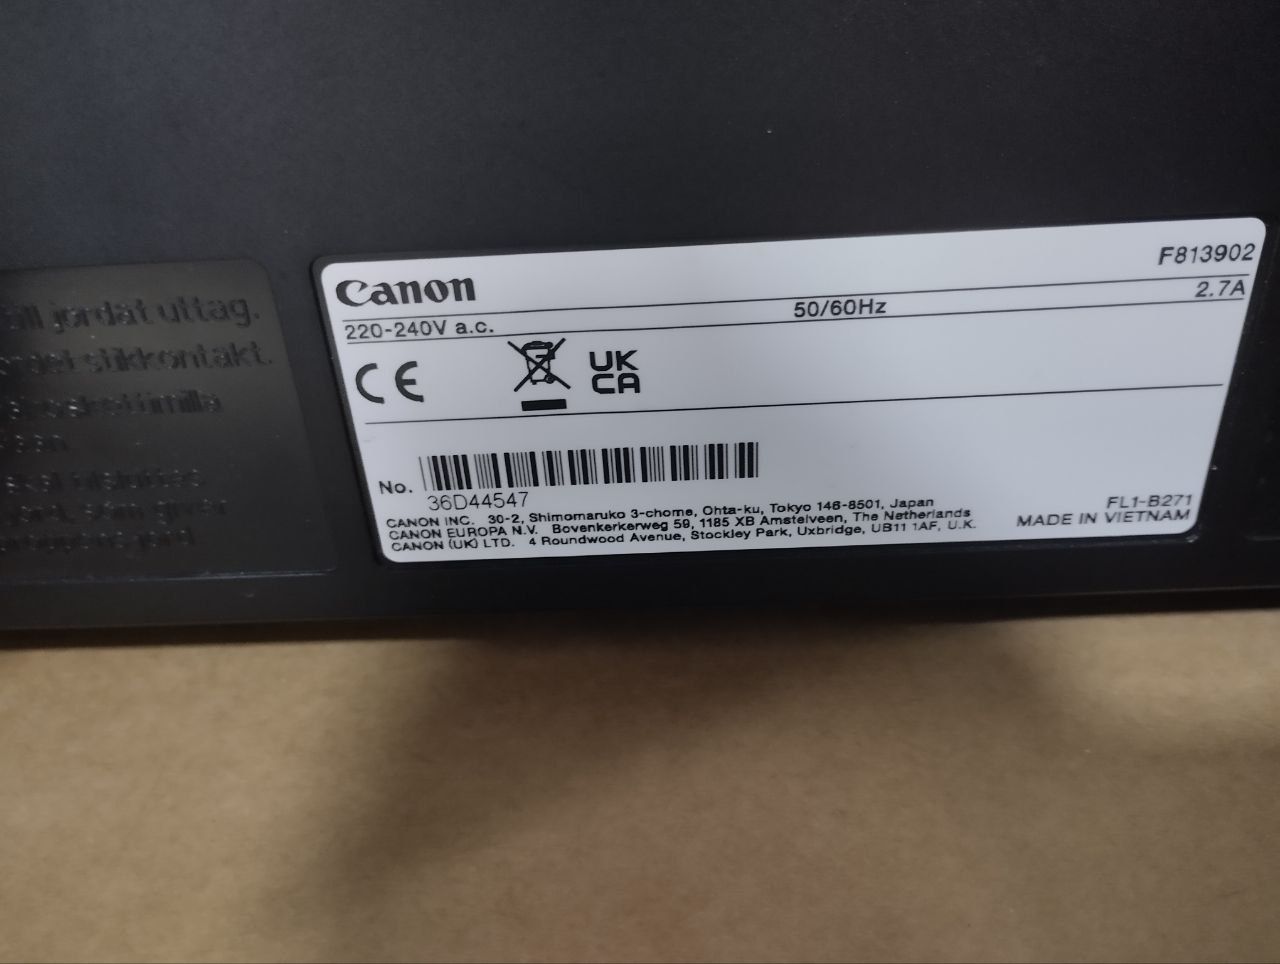 jordat uttag.
stikkontakt.
Canon
F813902
220-240V a.c.
50/60Hz
2.7A
CE
UK
CA
No.
36D44547
CANON INC. 30-2, Shimomaruko 3-chome, Ohta-ku, Tokyo 146-8501, Japan
CANON EUROPA N.V. Bovenkerkerweg 59, 1185 XB Amstelveen, The Netherlands
CANON (UK) LTD. 4 Roundwood Avenue, Stockley Park, Uxbridge, UB11 1AF, U.K.
FL1-B271
MADE IN VIETNAM